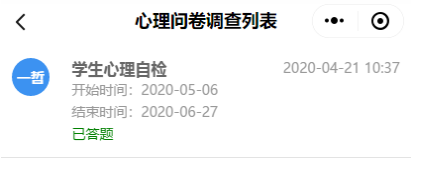 心理问卷调查列表
一哲
学生心理自检 2020-04-21 10:37
开始时间：2020-05-06
结束时间：2020-06-27
已答题